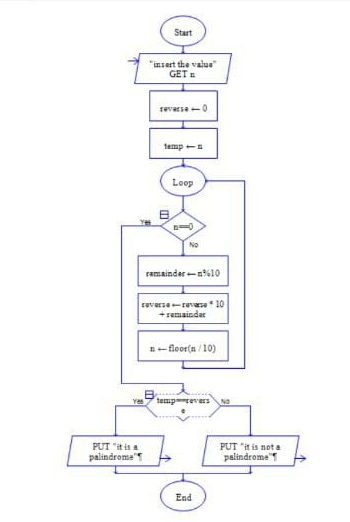 Start
"insert the value"
GET n
reverse ← 0
temp ← n
Loop
Yes
n==0
No
remainder ← n%10
reverse ← reverse * 10
+ remainder
n ← floor(n / 10)
Yes
temp==revers
e
No
PUT "it is a
palindrome"¶
PUT "it is not a
palindrome"¶
End